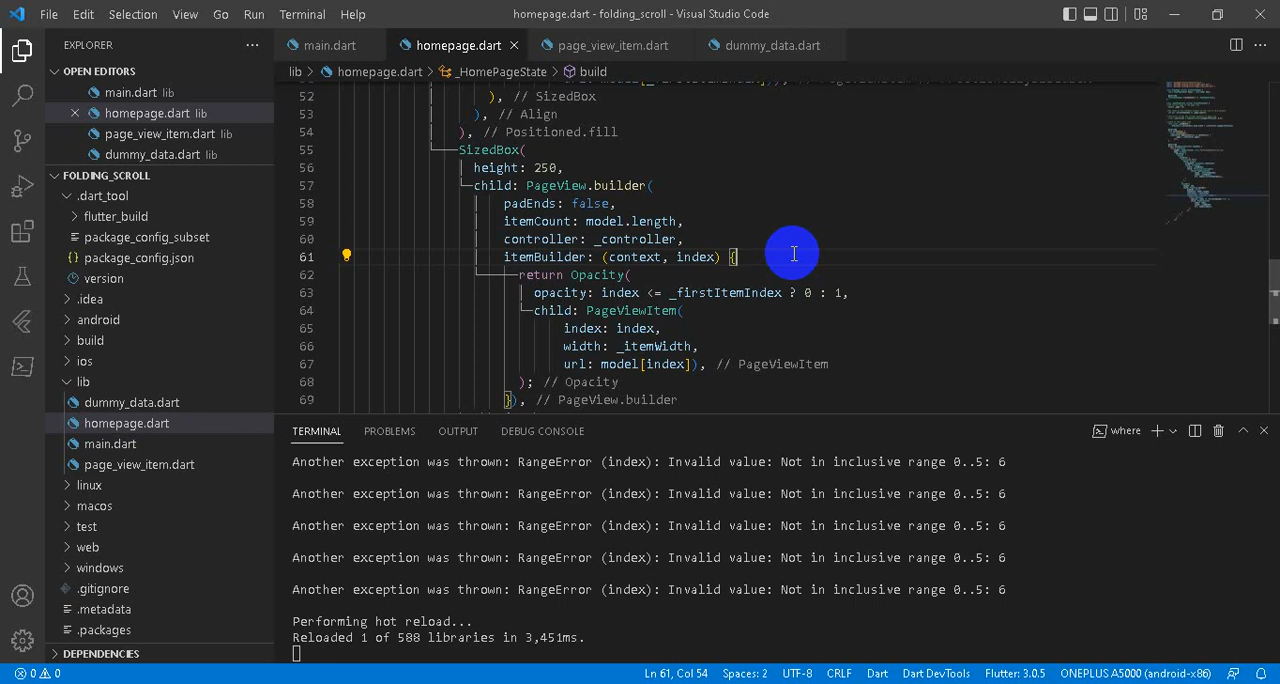 File Edit Selection View Go Run Terminal Help
homepage.dart - folding_scroll - Visual Studio Code
EXPLORER
OPEN EDITORS
main.dart lib
homepage.dart lib
page_view_item.dart lib
dummy_data.dart lib
FOLDING_SCROLL
.dart_tool
flutter_build
package_config_subset
package_config.json
version
.idea
android
build
ios
lib
dummy_data.dart
homepage.dart
main.dart
page_view_item.dart
linux
macos
test
web
windows
.gitignore
.metadata
.packages
DEPENDENCIES
main.dart homepage.dart page_view_item.dart dummy_data.dart
lib > homepage.dart > _HomePageState > build
52 ), // SizedBox
53 ), // Align
54 ), // Positioned.fill
55 SizedBox(
56 height: 250,
57 child: PageView.builder(
58 padEnds: false,
59 itemCount: model.length,
60 controller: _controller,
61 itemBuilder: (context, index) {
62 return Opacity(
63 opacity: index <= _firstItemIndex ? 0 : 1,
64 child: PageViewItem(
65 index: index,
66 width: _itemWidth,
67 url: model[index]), // PageViewItem
68 ); // Opacity
69 }), // PageView.builder
TERMINAL PROBLEMS OUTPUT DEBUG CONSOLE
where
Another exception was thrown: RangeError (index): Invalid value: Not in inclusive range 0..5: 6
Another exception was thrown: RangeError (index): Invalid value: Not in inclusive range 0..5: 6
Another exception was thrown: RangeError (index): Invalid value: Not in inclusive range 0..5: 6
Another exception was thrown: RangeError (index): Invalid value: Not in inclusive range 0..5: 6
Another exception was thrown: RangeError (index): Invalid value: Not in inclusive range 0..5: 6
Performing hot reload...
Reloaded 1 of 588 libraries in 3,451ms.
0 0 Ln 61, Col 54 Spaces: 2 UTF-8 CRLF Dart Dart DevTools Flutter: 3.0.5 ONEPLUS A5000 (android-x86)